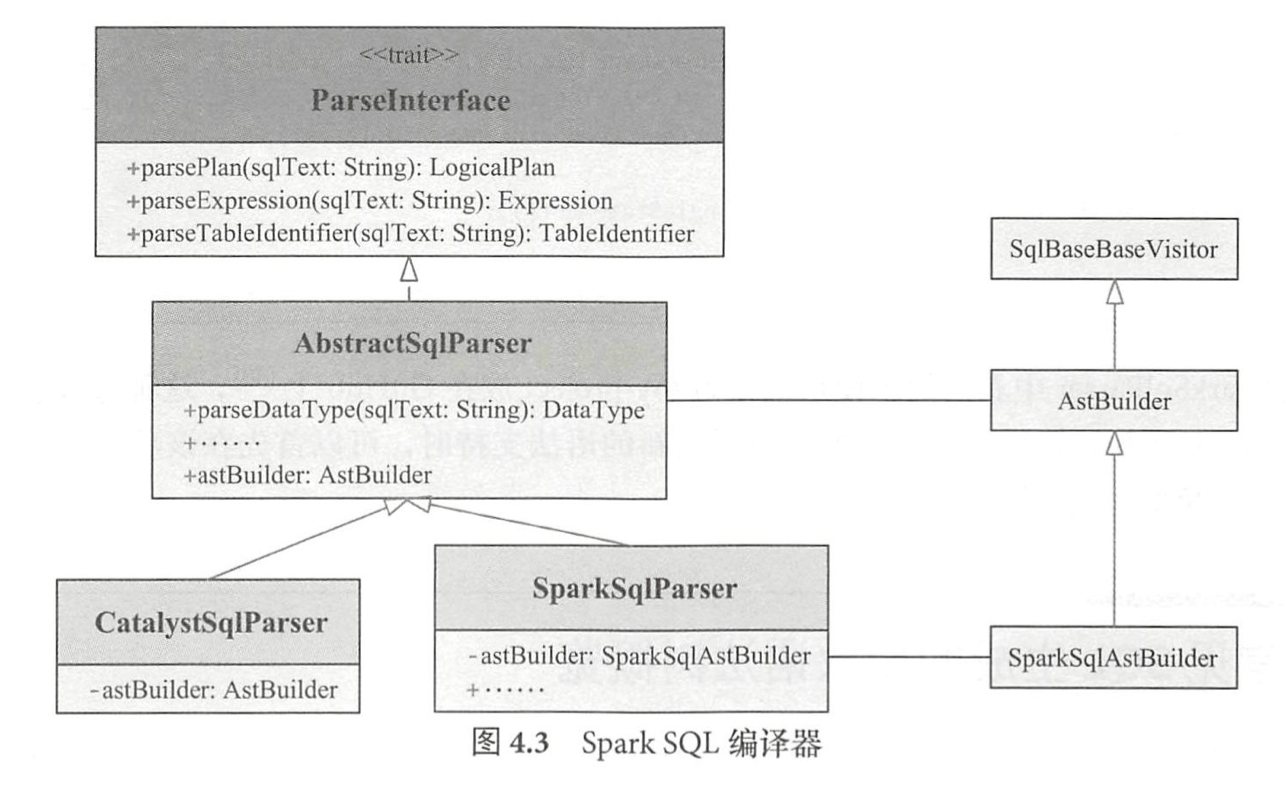 <<trait>>
ParseInterface
+parsePlan(sqlText: String): LogicalPlan
+parseExpression(sqlText: String): Expression
+parseTableIdentifier(sqlText: String): TableIdentifier
SqlBaseBaseVisitor
AbstractSqlParser
+parseDataType(sqlText: String): DataType
+······
+astBuilder: AstBuilder
AstBuilder
CatalystSqlParser
-astBuilder: AstBuilder
SparkSqlParser
-astBuilder: SparkSqlAstBuilder
+······
SparkSqlAstBuilder
图 4.3 Spark SQL 编译器